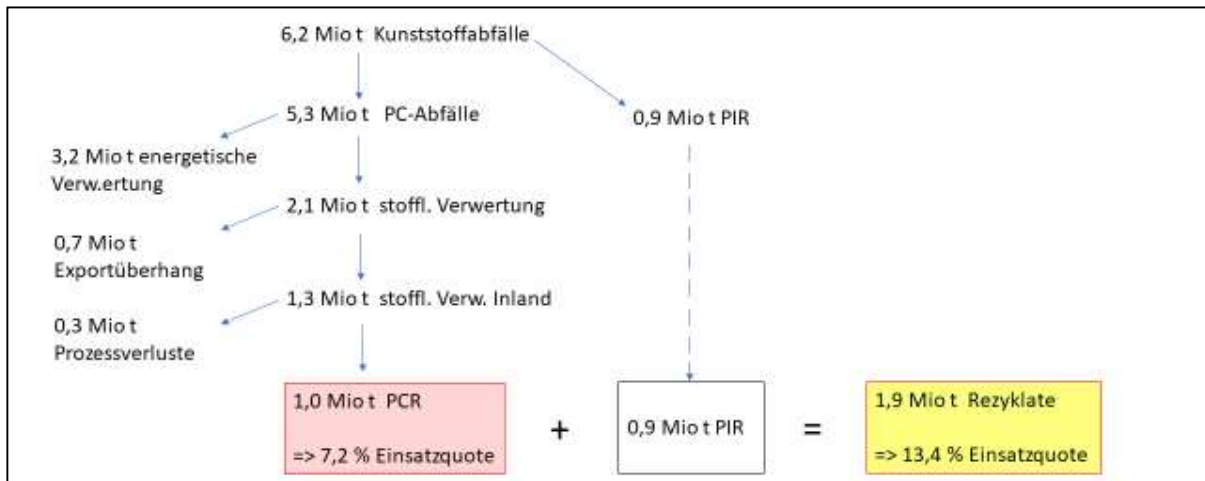 6,2 Mio t Kunststoffabfälle
5,3 Mio t PC-Abfälle
0,9 Mio t PIR
3,2 Mio t energetische
Verw.ertung
2,1 Mio t stoffl. Verwertung
0,7 Mio t
Exportüberhang
1,3 Mio t stoffl. Verw. Inland
0,3 Mio t
Prozessverluste
1,0 Mio t PCR
=> 7,2 % Einsatzquote
+
0,9 Mio t PIR
=
1,9 Mio t Rezyklate
=> 13,4 % Einsatzquote